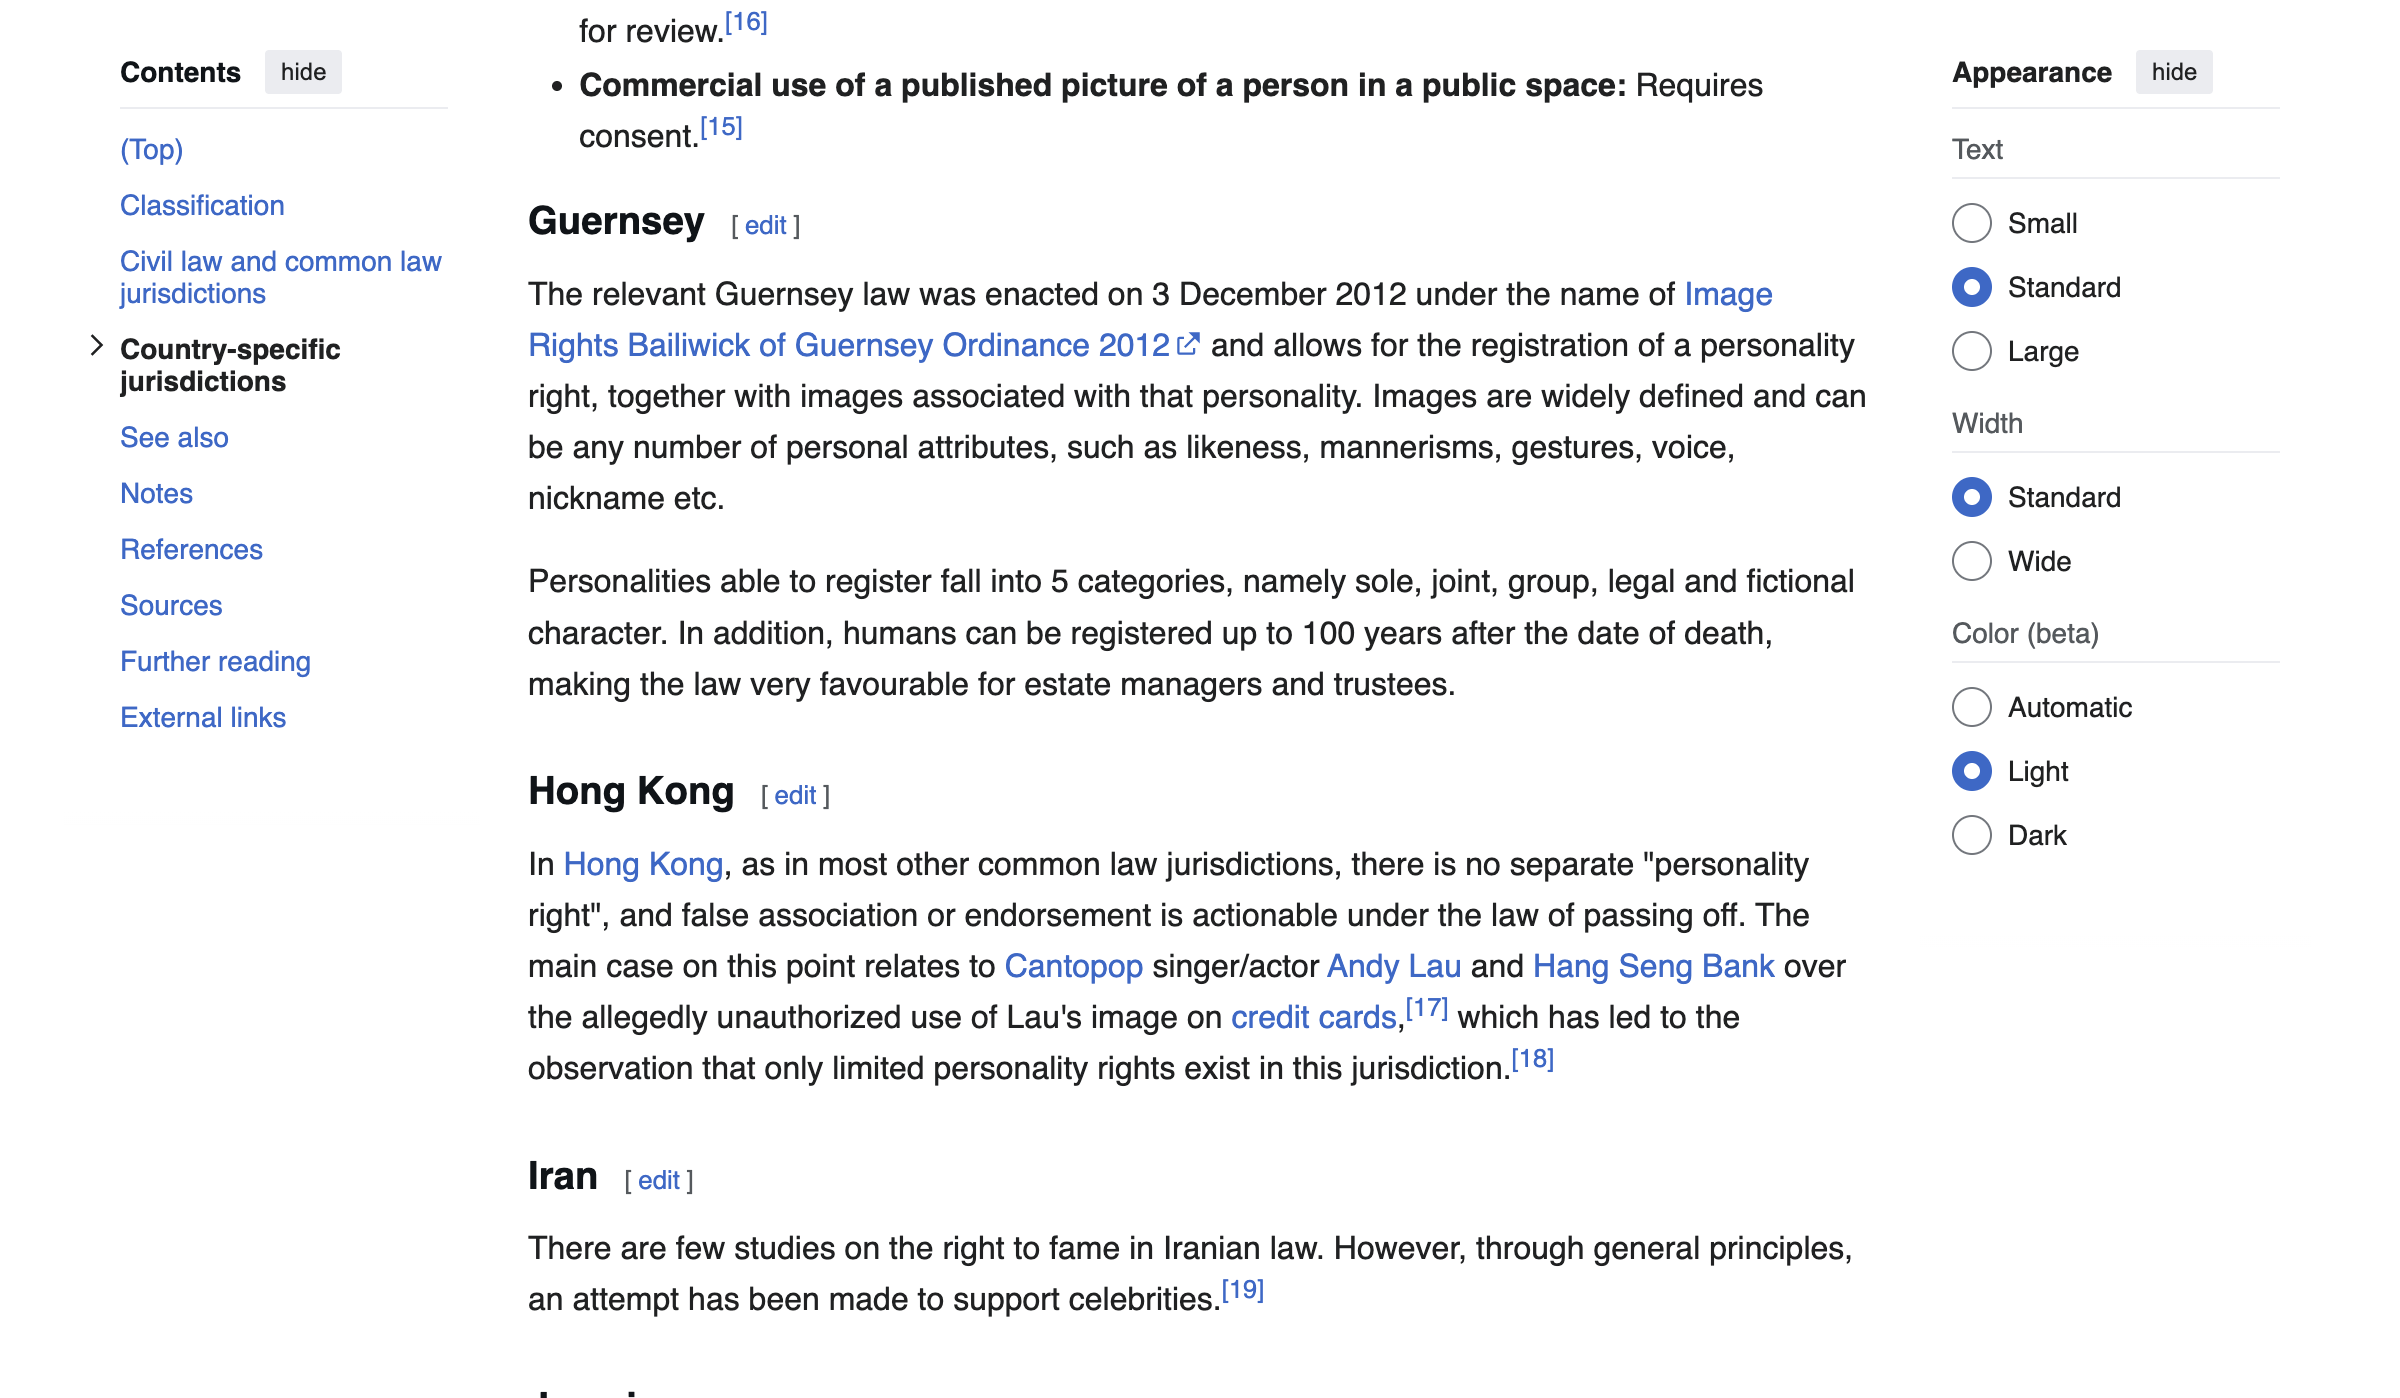 Contents hide
(Top)
Classification
Civil law and common law
jurisdictions
Country-specific
jurisdictions
See also
Notes
References
Sources
Further reading
External links
for review.[16]
• Commercial use of a published picture of a person in a public space: Requires
consent.[15]
Guernsey [ edit ]
The relevant Guernsey law was enacted on 3 December 2012 under the name of Image
Rights Bailiwick of Guernsey Ordinance 2012 and allows for the registration of a personality
right, together with images associated with that personality. Images are widely defined and can
be any number of personal attributes, such as likeness, mannerisms, gestures, voice,
nickname etc.
Personalities able to register fall into 5 categories, namely sole, joint, group, legal and fictional
character. In addition, humans can be registered up to 100 years after the date of death,
making the law very favourable for estate managers and trustees.
Hong Kong [ edit ]
In Hong Kong, as in most other common law jurisdictions, there is no separate "personality
right", and false association or endorsement is actionable under the law of passing off. The
main case on this point relates to Cantopop singer/actor Andy Lau and Hang Seng Bank over
the allegedly unauthorized use of Lau's image on credit cards,[17] which has led to the
observation that only limited personality rights exist in this jurisdiction.[18]
Iran [ edit ]
There are few studies on the right to fame in Iranian law. However, through general principles,
an attempt has been made to support celebrities.[19]
Appearance hide
Text
Small
Standard
Large
Width
Standard
Wide
Color (beta)
Automatic
Light
Dark